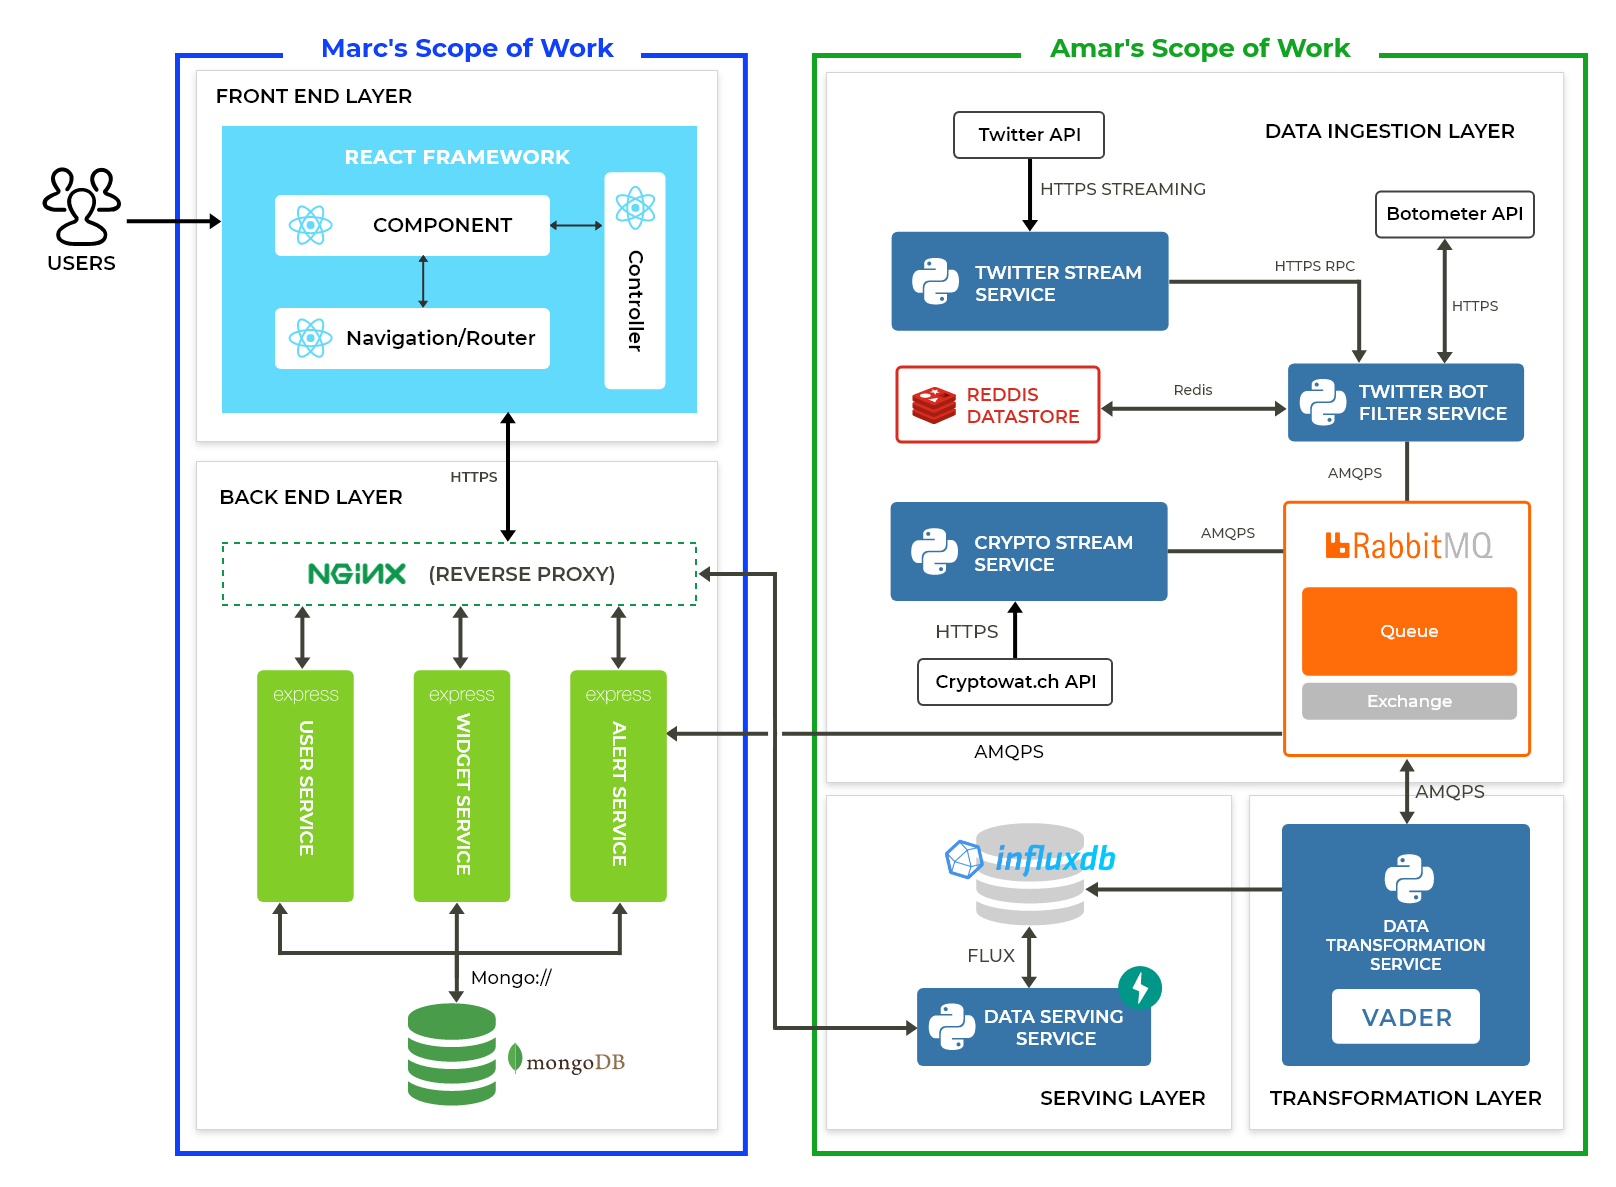 Marc's Scope of Work
FRONT END LAYER
REACT FRAMEWORK
COMPONENT
Navigation/Router
Controller
USERS
HTTPS
BACK END LAYER
NGINX (REVERSE PROXY)
express
USER SERVICE
express
WIDGET SERVICE
express
ALERT SERVICE
Mongo://
mongoDB
Amar's Scope of Work
DATA INGESTION LAYER
Twitter API
HTTPS STREAMING
Botometer API
TWITTER STREAM
SERVICE
HTTPS RPC
HTTPS
REDDIS
DATASTORE
Redis
TWITTER BOT
FILTER SERVICE
AMQPS
CRYPTO STREAM
SERVICE
AMQPS
RabbitMQ
Queue
Exchange
HTTPS
Cryptowat.ch API
AMQPS
AMQPS
influxdb
FLUX
DATA SERVING
SERVICE
SERVING LAYER
DATA
TRANSFORMATION
SERVICE
VADER
TRANSFORMATION LAYER